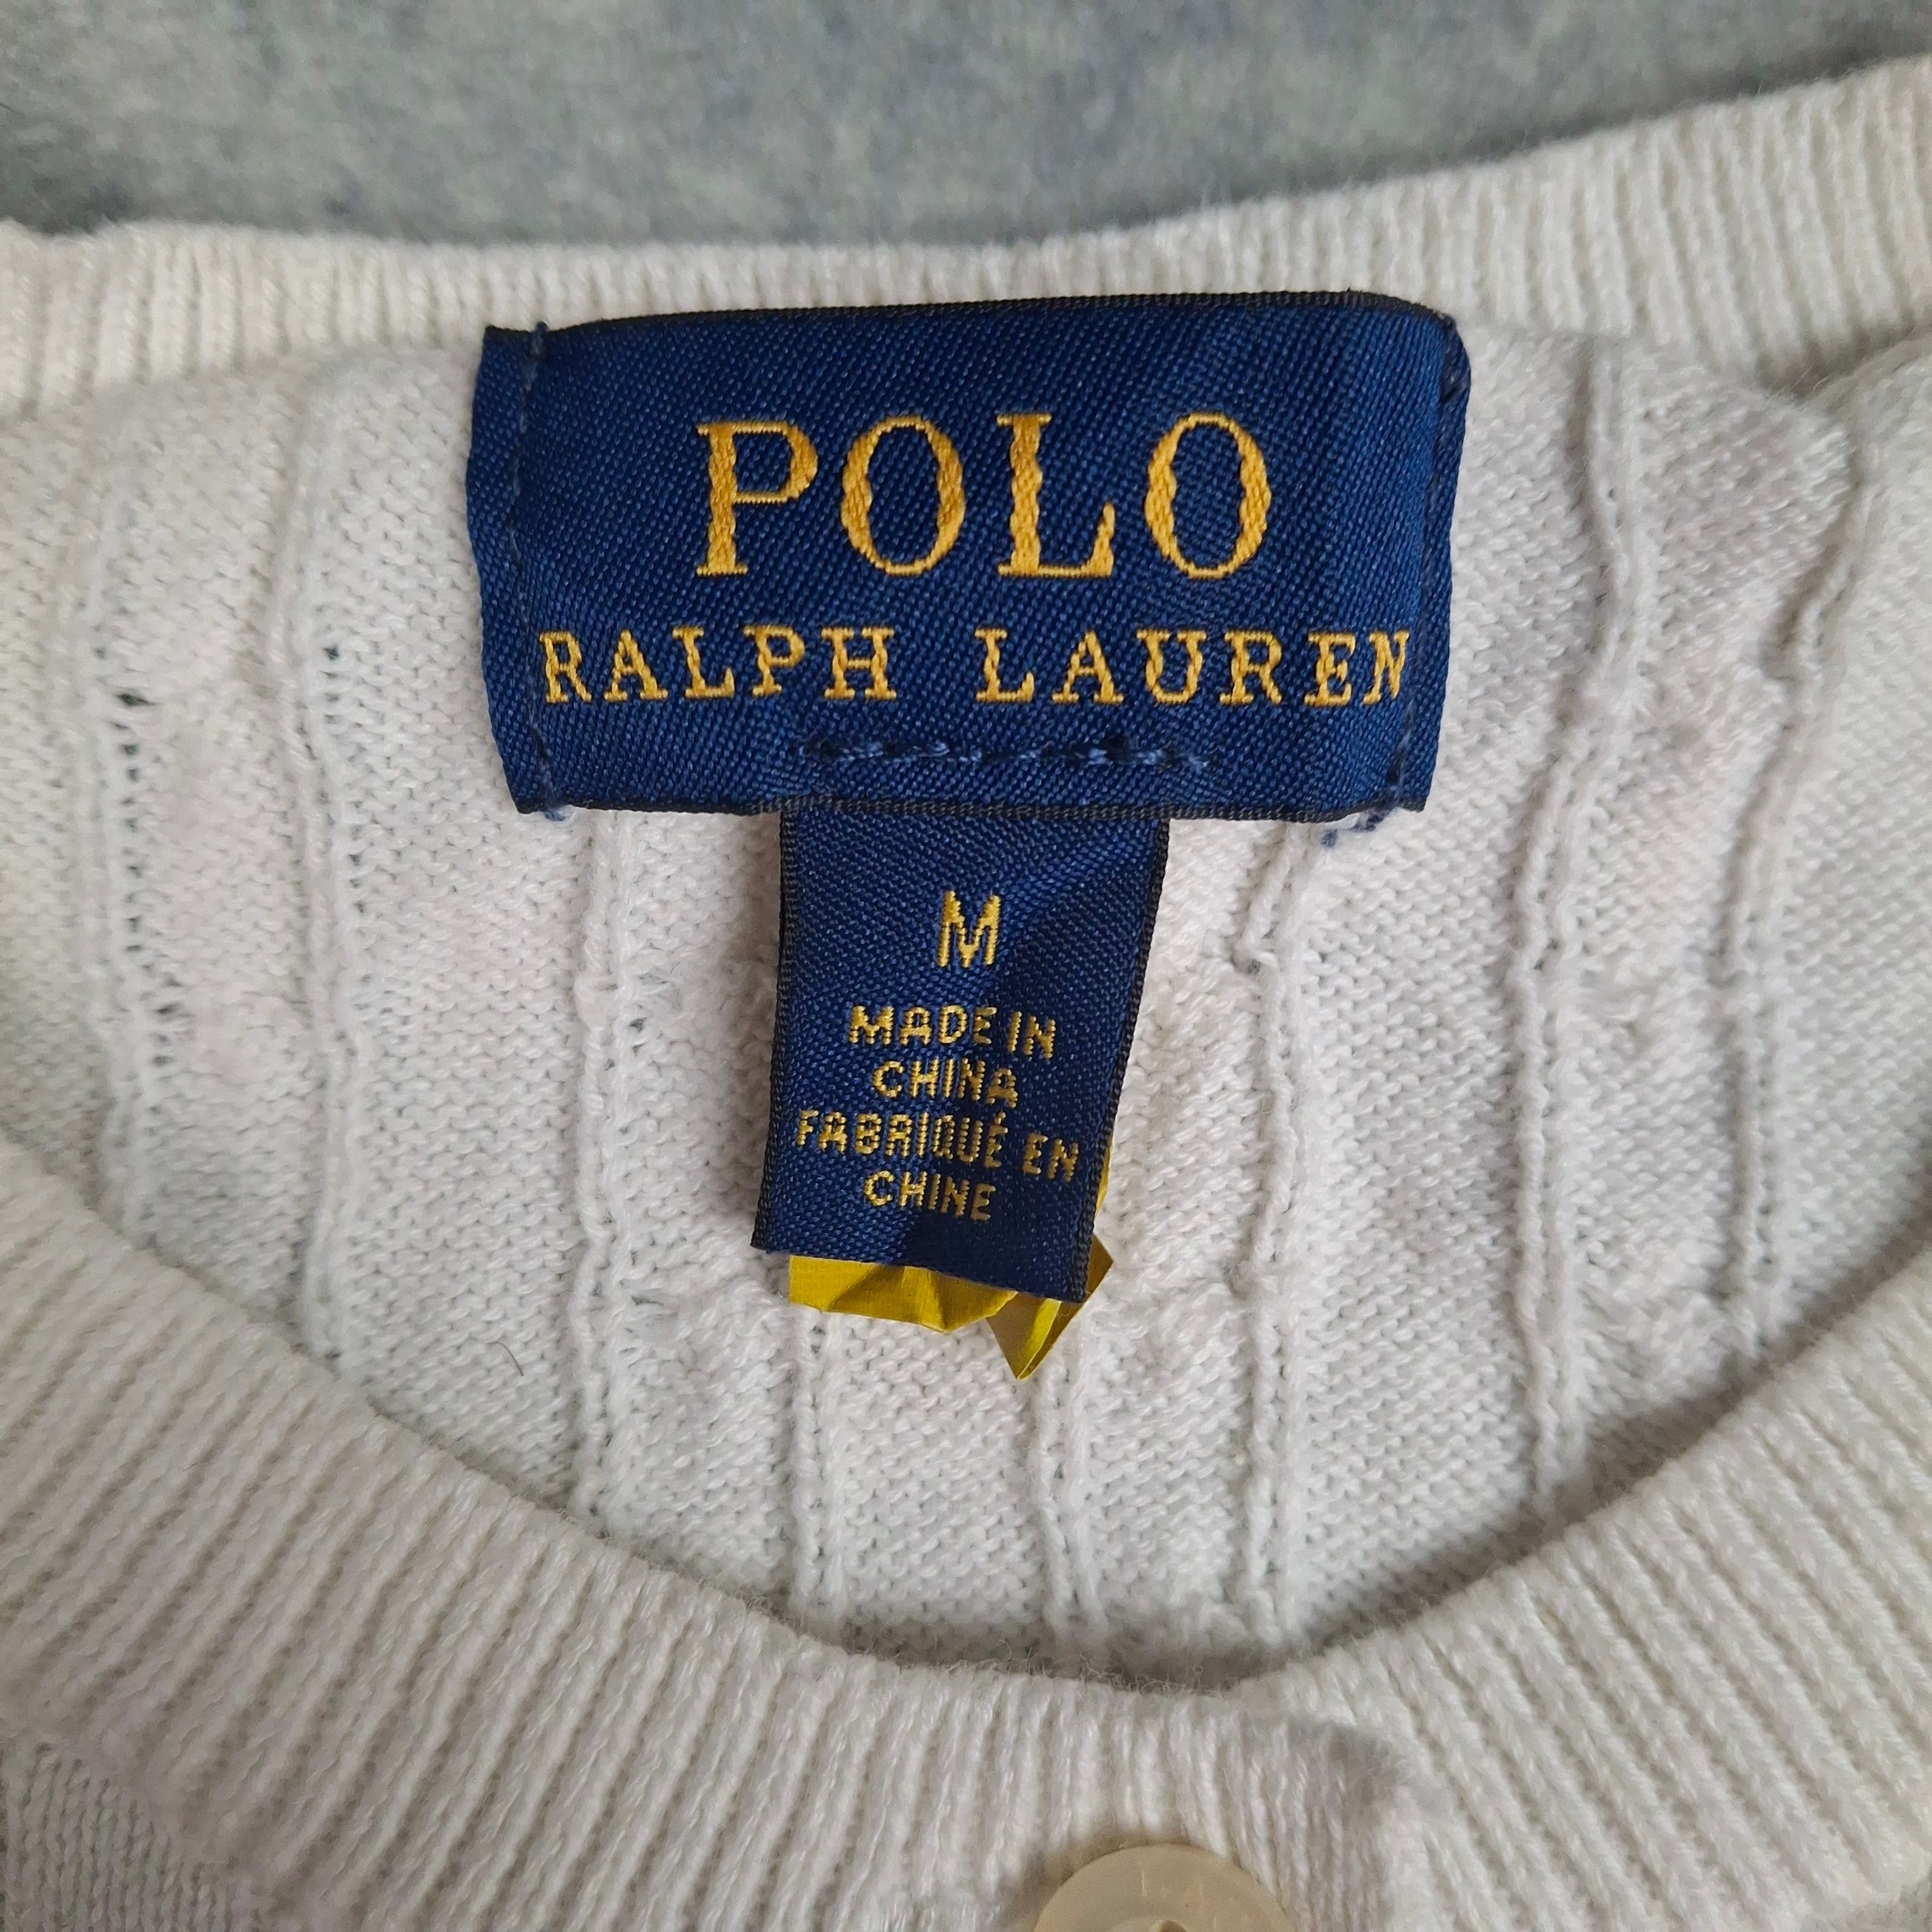 POLO
RALPH LAUREN
M
MADE IN
CHINA
FABRIQUÉ EN
CHINE